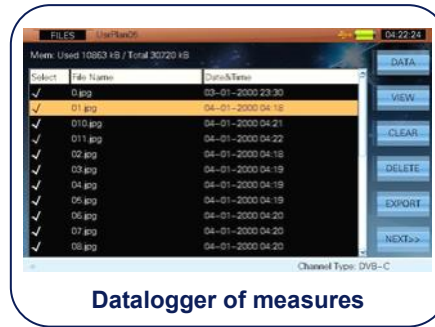 FILES UsrPlan06 04:22:24
Mem: Used 10863 kB / Total 30720 kB
DATA
Select File Name Date&Time
0.jpg 03-01-2000 23:30
VIEW
01.jpg 04-01-2000 04:18
010.jpg 04-01-2000 04:21
CLEAR
011.jpg 04-01-2000 04:22
02.jpg 04-01-2000 04:18
03.jpg 04-01-2000 04:19
DELETE
04.jpg 04-01-2000 04:19
05.jpg 04-01-2000 04:19
EXPORT
06.jpg 04-01-2000 04:20
07.jpg 04-01-2000 04:20
NEXT>>
08.jpg 04-01-2000 04:20
Channel Type: DVB-C
Datalogger of measures